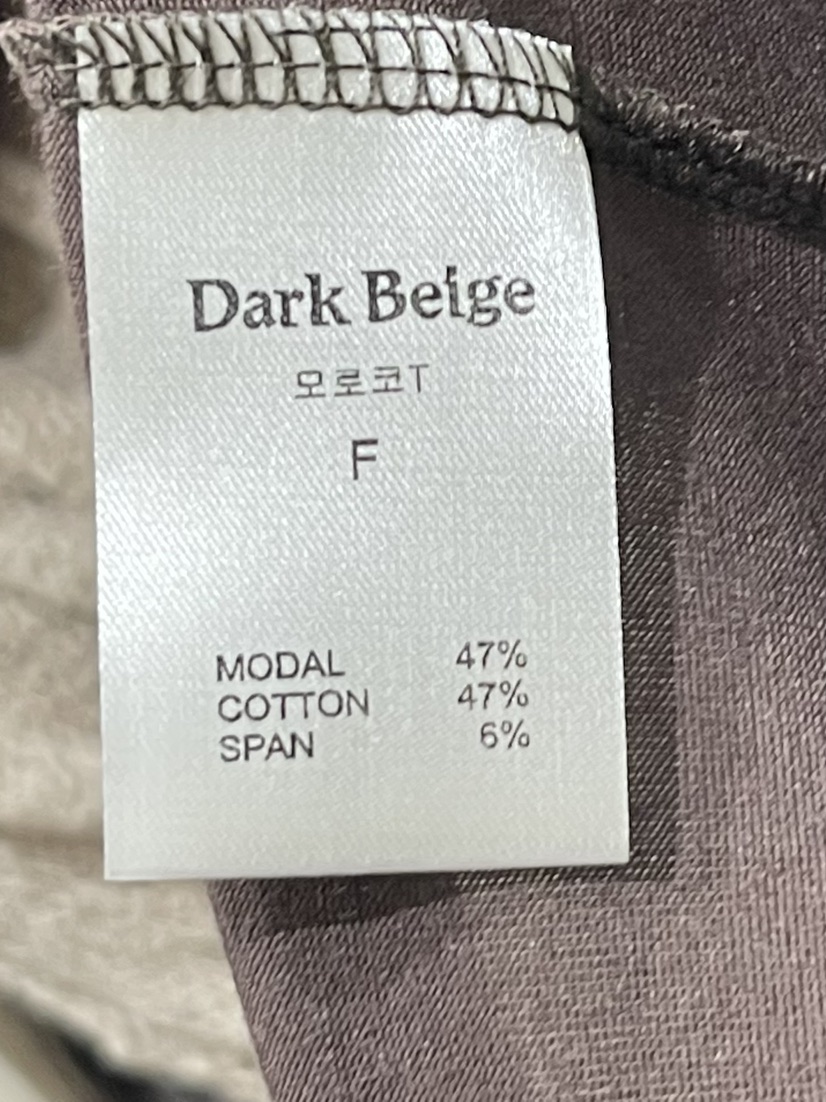 Dark Beige
모로코T
F
MODAL 47%
COTTON 47%
SPAN 6%